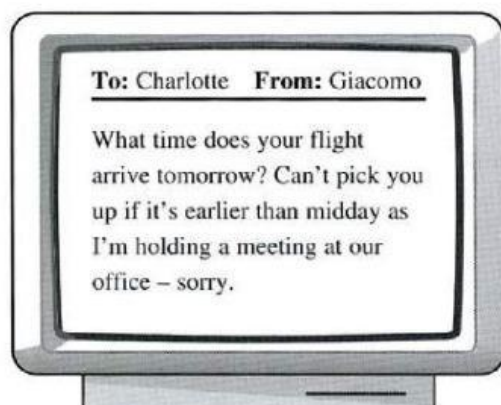 To: Charlotte From: Giacomo
What time does your flight
arrive tomorrow? Can't pick you
up if it's earlier than midday as
I'm holding a meeting at our
office – sorry.